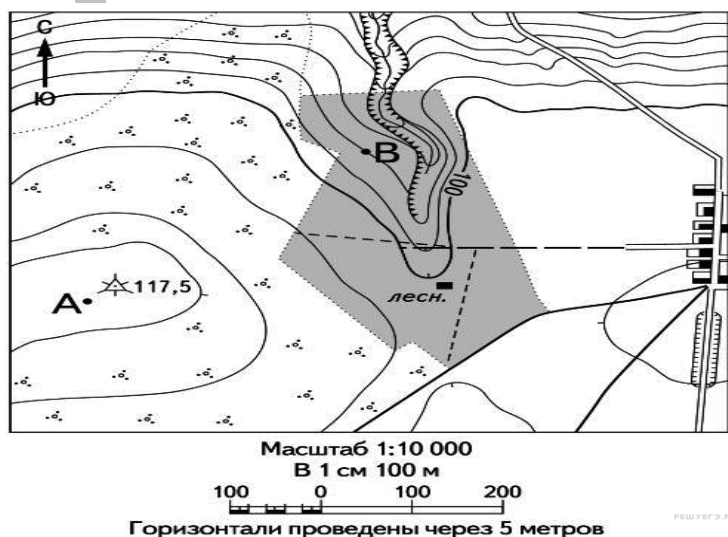 С
Ю
В
100
117,5
А
лесн.
Масштаб 1:10 000
В 1 см 100 м
100 0 100 200
Горизонтали проведены через 5 метров